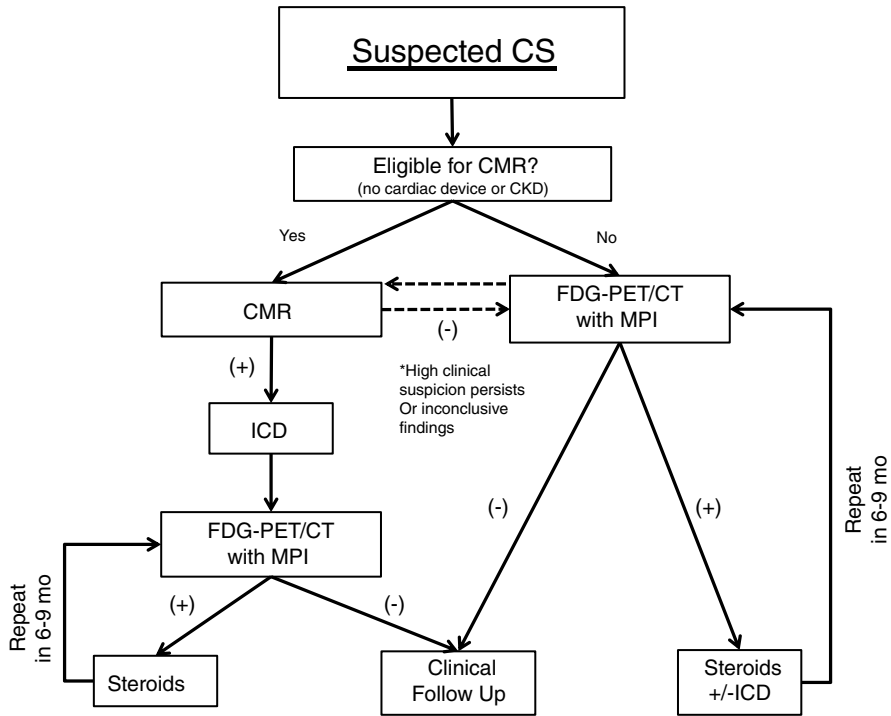 Suspected CS
Eligible for CMR?
(no cardiac device or CKD)
Yes
No
CMR
FDG-PET/CT
with MPI
(-)
(+)
*High clinical
suspicion persists
Or inconclusive
findings
ICD
FDG-PET/CT
with MPI
(-)
(+)
Repeat
in 6-9 mo
(+)
(-)
Repeat
in 6-9 mo
Steroids
Clinical
Follow Up
Steroids
+/-ICD